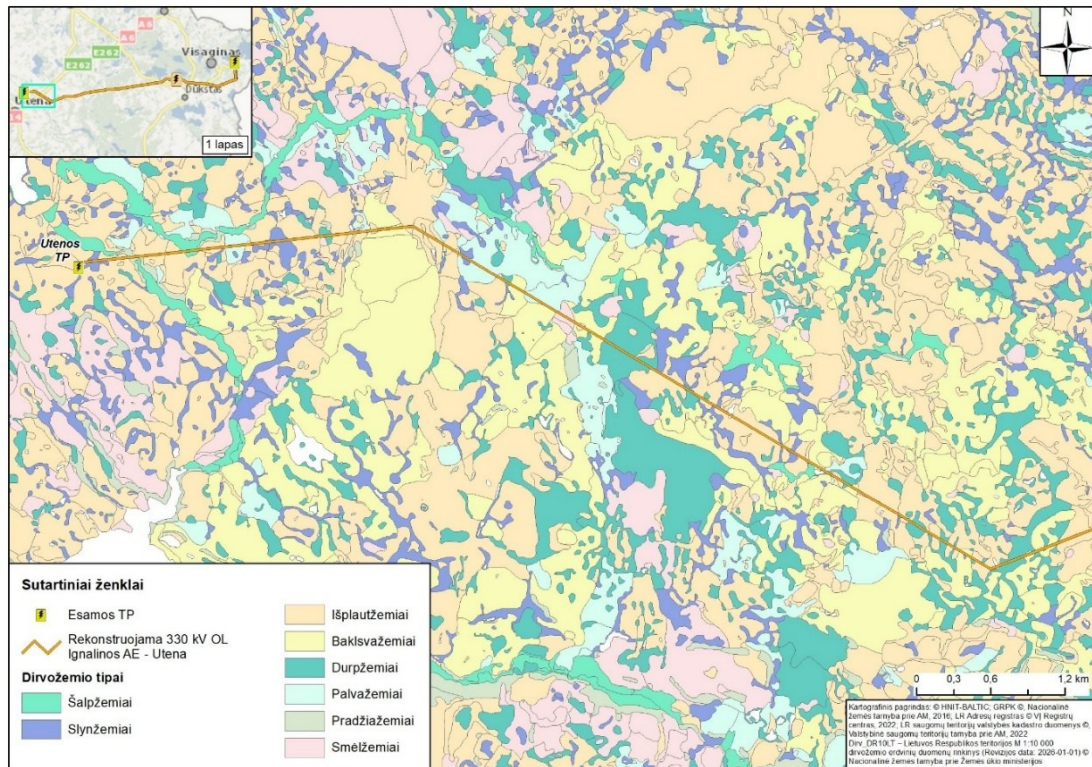 A6
A6
E262
E262
Visaginas
Dūkštas
Utena
1 lapas
N
Utenos
TP
Sutartiniai ženklai
Esamos TP
Rekonstruojama 330 kV OL
Ignalinos AE - Utena
Dirvožemio tipai
Šalpžemiai
Slynžemiai
Išplautžemiai
Baklsvažemiai
Durpžemiai
Palvažemiai
Pradžiažemiai
Smėlžemiai
0 0,3 0,6 1,2 km
Kartografinis pagrindas: © HNIT-BALTIC; GRPK ©, Nacionalinė
žemės tarnyba prie AM, 2016; LR Adresų registras © VĮ Registrų
centras, 2022; LR saugomų teritorijų valstybės kadastro duomenys ©,
Valstybinė saugomų teritorijų tarnyba prie AM, 2022
Dirv_DR10LT – Lietuvos Respublikos teritorijos M 1:10 000
dirvožemio erdvinių duomenų rinkinys (Revizijos data: 2026-01-01) ©
Nacionalinė žemės tarnyba prie Žemės ūkio ministerijos